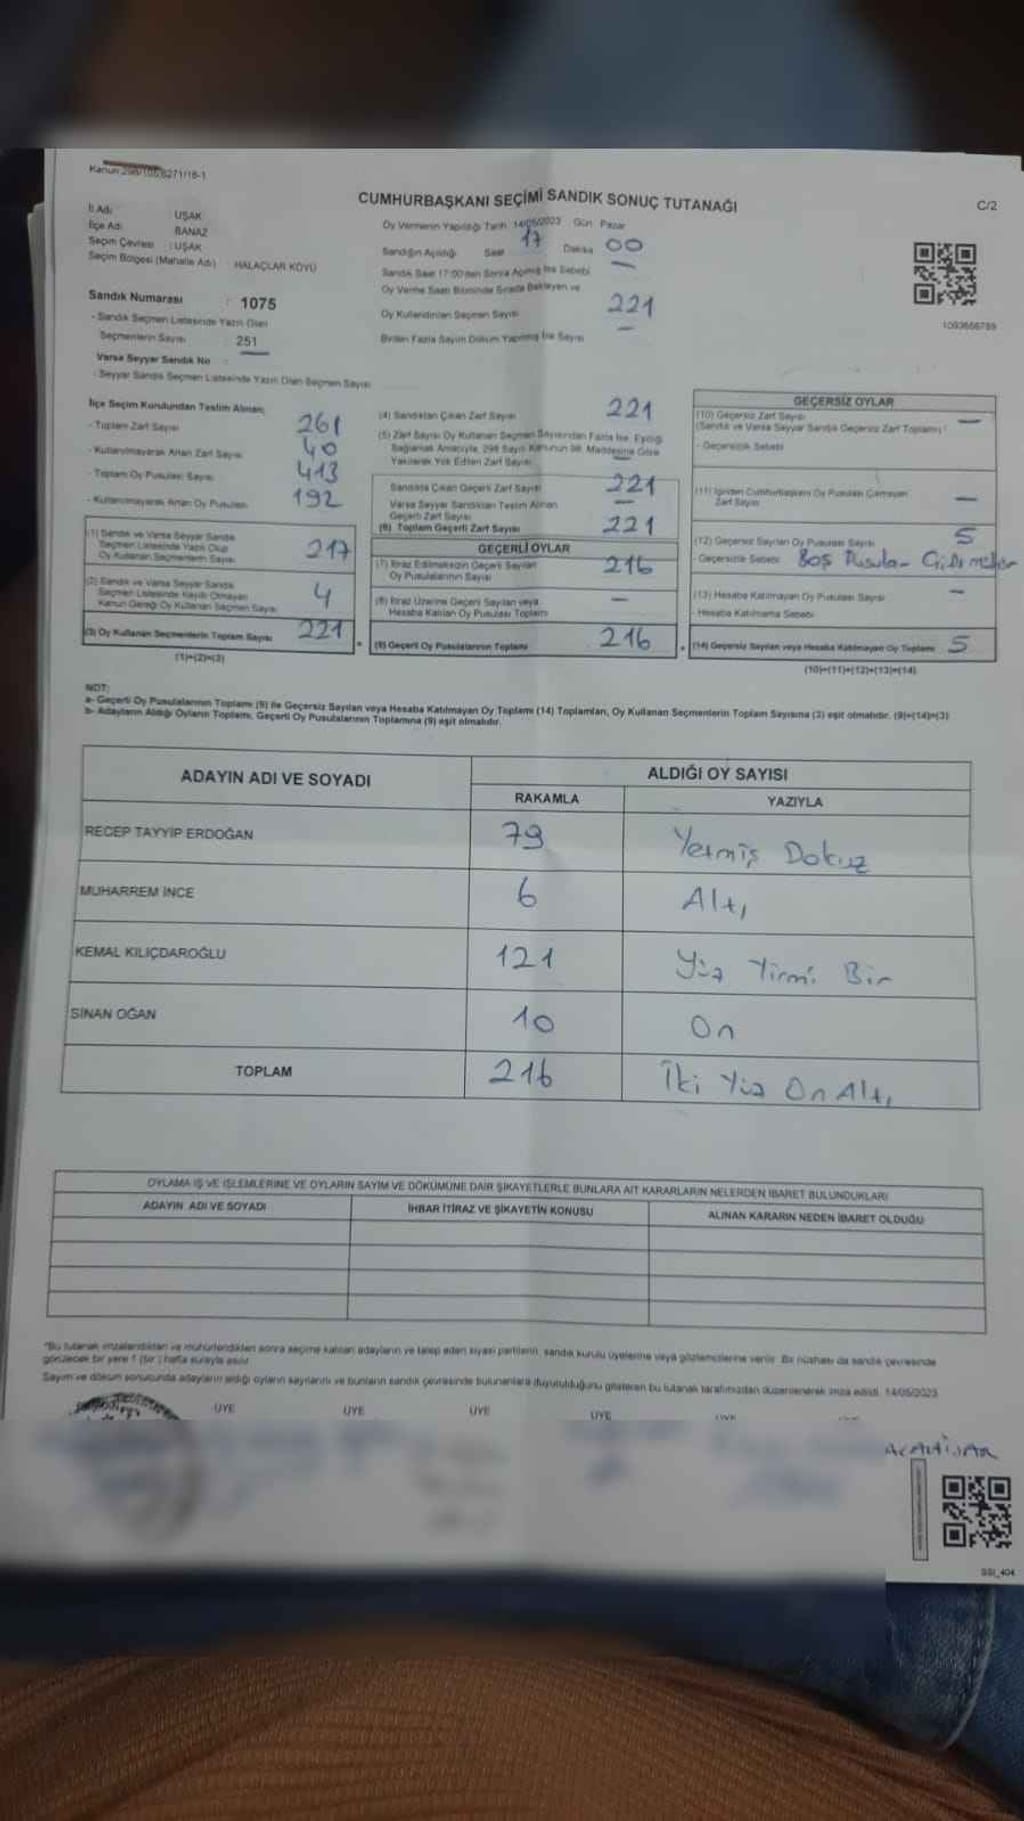 CUMHURBAŞKANI SEÇİMİ SANDIK SONUÇ TUTANAĞI
C/2
İl Adı : UŞAK
İlçe Adı : BANAZ
Seçim Çevresi : UŞAK
Seçim Bölgesi (Mahalle Adı) : HALAÇLAR KÖYÜ
Sandık Numarası : 1075
- Sandık Seçmen Listesinde Yazılı Olan
Seçmenlerin Sayısı 251
Varsa Seyyar Sandık No :
- Seyyar Sandık Seçmen Listesinde Yazılı Olan Seçmen Sayısı
Oy Vermenin Yapıldığı Tarih 14/05/2023 Gün Pazar
Sandığın Açıldığı Saat 17 Dakika 00
Sandık Saat 17:00'den Sonra Açılmış İse Sebebi —
Oy Verme Saati Bitiminde Sırada Bekleyen ve
Oy Kullandırılan Seçmen Sayısı 221
Birden Fazla Sayım Döküm Yapılmış İse Sayısı —
İlçe Seçim Kurulundan Teslim Alınan;
- Toplam Zarf Sayısı 261
- Kullanılmayarak Artan Zarf Sayısı 40
- Toplam Oy Pusulası Sayısı 413
- Kullanılmayarak Artan Oy Pusulası 192
(1) Sandık ve Varsa Seyyar Sandık
Seçmen Listesinde Yazılı Olup
Oy Kullanan Seçmenlerin Sayısı 217
(2) Sandık ve Varsa Seyyar Sandık
Seçmen Listesinde Kayıtlı Olmayan
Kanun Gereği Oy Kullanan Seçmen Sayısı 4
(3) Oy Kullanan Seçmenlerin Toplam Sayısı 221
(1)+(2)=(3)
(4) Sandıktan Çıkan Zarf Sayısı 221
(5) Zarf Sayısı Oy Kullanan Seçmen Sayısından Fazla İse, Eşitliği
Sağlamak Amacıyla, 298 Sayılı Kanunun 98. Maddesine Göre
Yakılarak Yok Edilen Zarf Sayısı —
Sandıkta Çıkan Geçerli Zarf Sayısı 221
Varsa Seyyar Sandıktan Teslim Alınan
Geçerli Zarf Sayısı —
(6) Toplam Geçerli Zarf Sayısı 221
GEÇERLİ OYLAR
(7) İtiraz Edilmeksizin Geçerli Sayılan
Oy Pusulalarının Sayısı 216
(8) İtiraz Üzerine Geçerli Sayılan veya
Hesaba Katılan Oy Pusulası Toplamı —
(9) Geçerli Oy Pusulalarının Toplamı 216
GEÇERSİZ OYLAR
(10) Geçersiz Zarf Sayısı —
(Sandık ve Varsa Seyyar Sandık Geçersiz Zarf Toplamı)
- Geçersizlik Sebebi
(11) İçinden Cumhurbaşkanı Oy Pusulası Çıkmayan
Zarf Sayısı —
(12) Geçersiz Sayılan Oy Pusulası Sayısı 5
- Geçersizlik Sebebi Boş Pusula
(13) Hesaba Katılmayan Oy Pusulası Sayısı —
- Hesaba Katılmama Sebebi
(14) Geçersiz Sayılan veya Hesaba Katılmayan Oy Toplamı 5
(10)+(11)+(12)+(13)=(14)
NOT:
a- Geçerli Oy Pusulalarının Toplamı (9) ile Geçersiz Sayılan veya Hesaba Katılmayan Oy Toplamı (14) Toplamları, Oy Kullanan Seçmenlerin Toplam Sayısına (3) eşit olmalıdır. (9)+(14)=(3)
b- Adayların Aldığı Oyların Toplamı, Geçerli Oy Pusulalarının Toplamına (9) eşit olmalıdır.
ADAYIN ADI VE SOYADI ALDIĞI OY SAYISI
RAKAMLA YAZIYLA
RECEP TAYYİP ERDOĞAN 79 Yetmiş Dokuz
MUHARREM İNCE 6 Altı
KEMAL KILIÇDAROĞLU 121 Yüz Yirmi Bir
SİNAN OĞAN 10 On
TOPLAM 216 İki Yüz On Altı
OYLAMA İŞ VE İŞLEMLERİNE VE OYLARIN SAYIM VE DÖKÜMÜNE DAİR ŞİKAYETLERLE BUNLARA AİT KARARLARIN NELERDEN İBARET BULUNDUKLARI
ADAYIN ADI VE SOYADI İHBAR İTİRAZ VE ŞİKAYETİN KONUSU ALINAN KARARIN NEDEN İBARET OLDUĞU
*Bu tutanak imzalandıktan ve mühürlendikten sonra seçime katılan adayların ve talep eden siyasi partilerin, sandık kurulu üyelerine veya gözlemcilerine verilir. Bir nüshası da sandık çevresinde
görülecek bir yere 1 (bir) hafta süreyle asılır.
Sayım ve döküm sonucunda adayların aldığı oyların sayılarını ve bunların sandık çevresinde bulunanlara duyurulduğunu gösteren bu tutanak tarafımızdan düzenlenerek imza edildi. 14/05/2023
ÜYE ÜYE ÜYE ÜYE
SSI_404